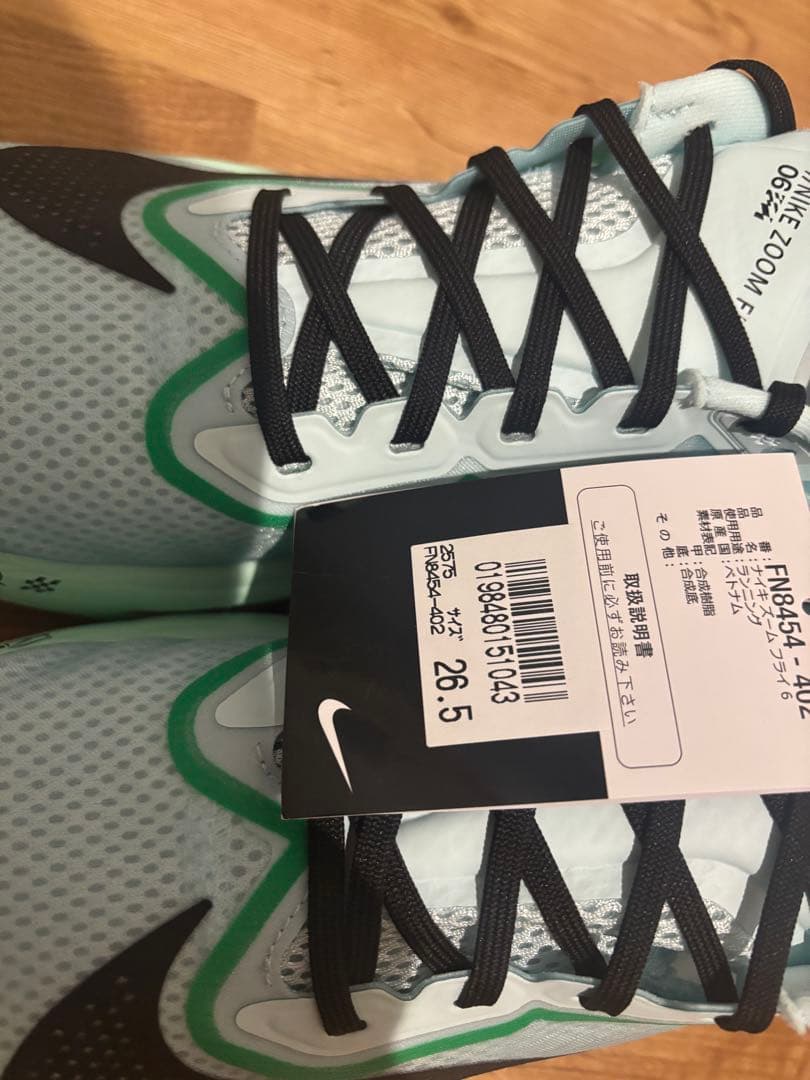 NIKE ZOOM F
06
品番:FN8454-402
品名:ナイキ ズーム フライ 6
使用用途:ランニング
原産国:ベトナム
素材表記 甲:合成樹脂
底:合成底
その他:
取扱説明書
ご使用前に必ずお読み下さい
0198480151043
2575 サイズ
FN8454-402 26.5